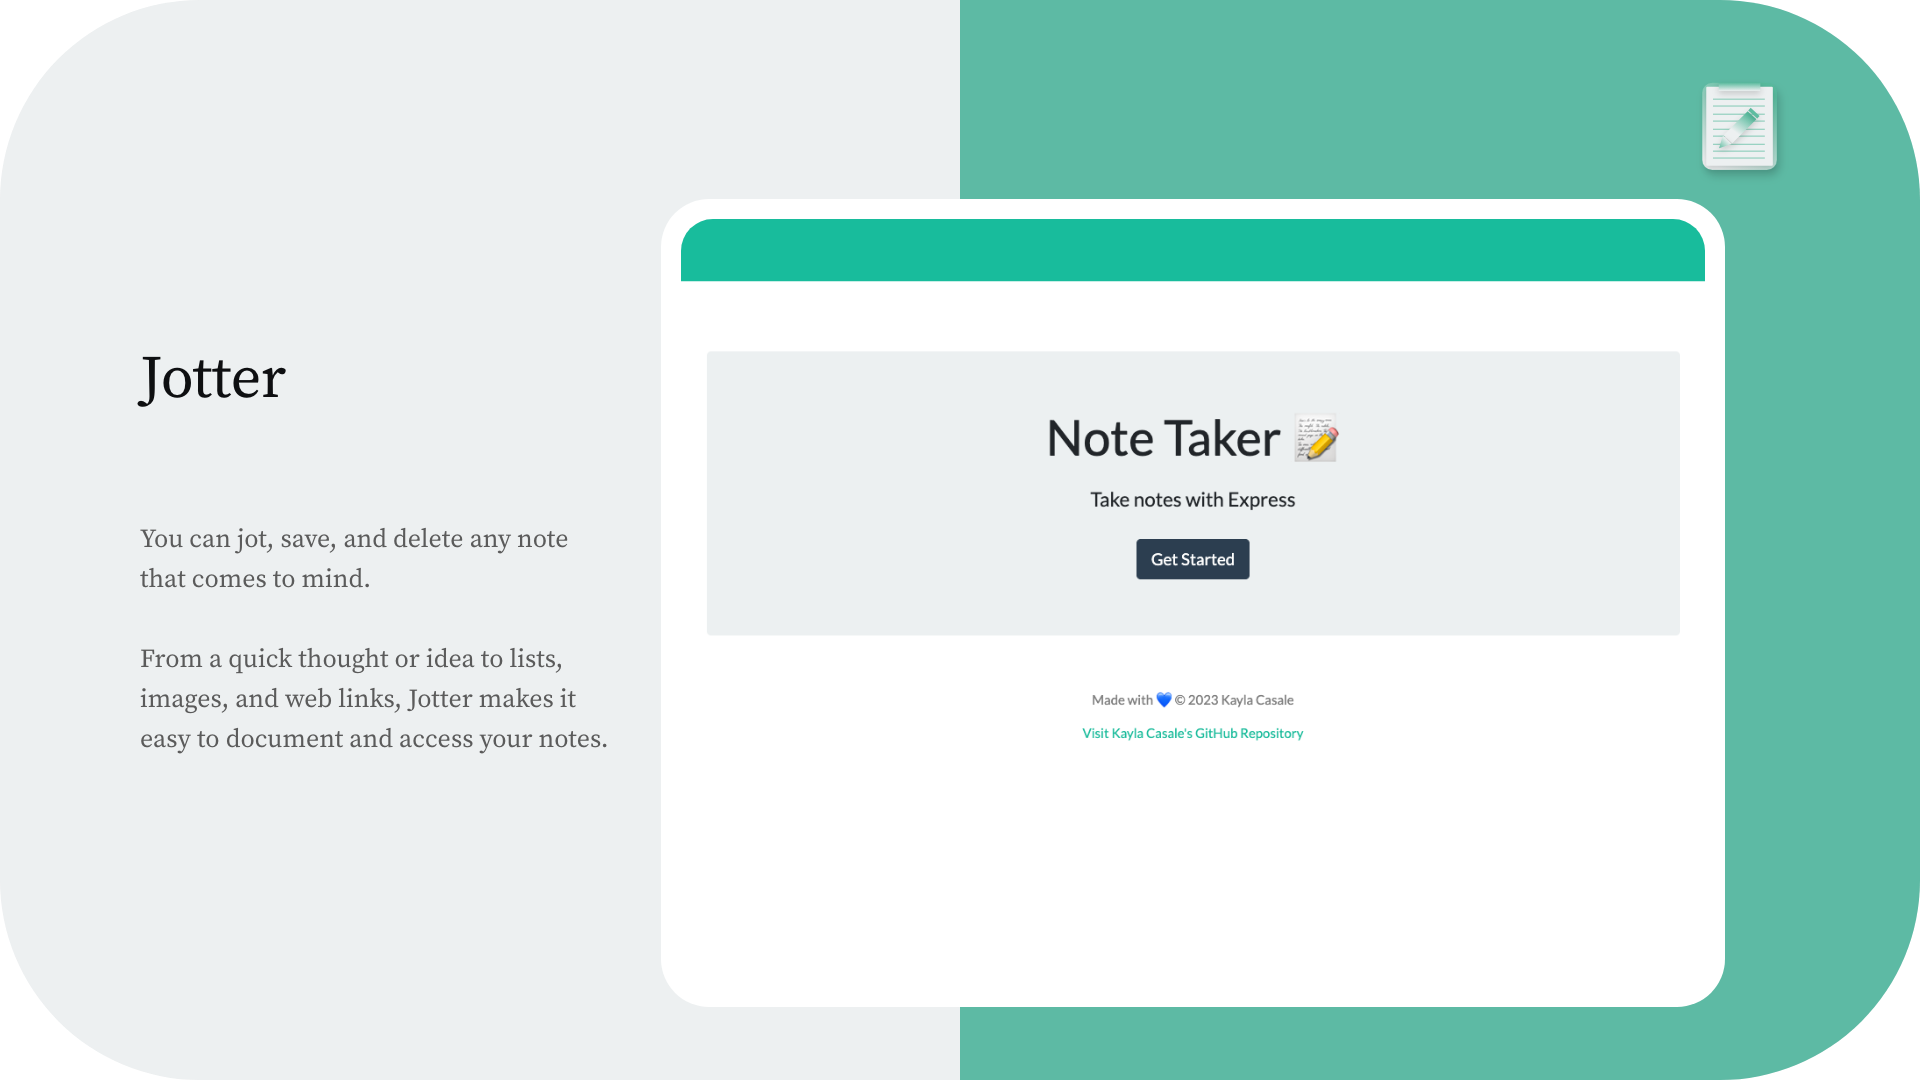 Jotter
You can jot, save, and delete any note
that comes to mind.
From a quick thought or idea to lists,
images, and web links, Jotter makes it
easy to document and access your notes.
Note Taker 📝
Take notes with Express
Get Started
Made with 💙 © 2023 Kayla Casale
Visit Kayla Casale's GitHub Repository